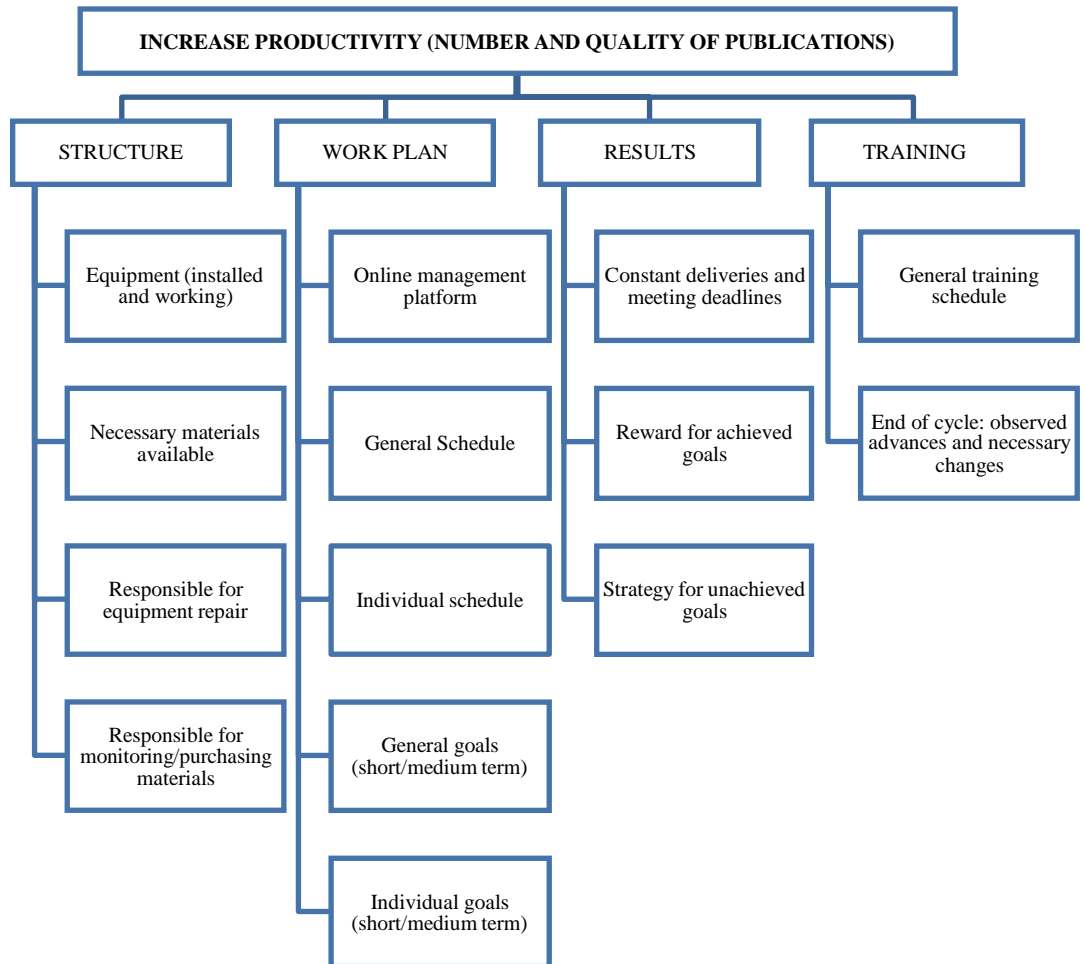 INCREASE PRODUCTIVITY (NUMBER AND QUALITY OF PUBLICATIONS)
STRUCTURE
Equipment (installed
and working)
Necessary materials
available
Responsible for
equipment repair
Responsible for
monitoring/purchasing
materials
WORK PLAN
Online management
platform
General Schedule
Individual schedule
General goals
(short/medium term)
Individual goals
(short/medium term)
RESULTS
Constant deliveries and
meeting deadlines
Reward for achieved
goals
Strategy for unachieved
goals
TRAINING
General training
schedule
End of cycle: observed
advances and necessary
changes